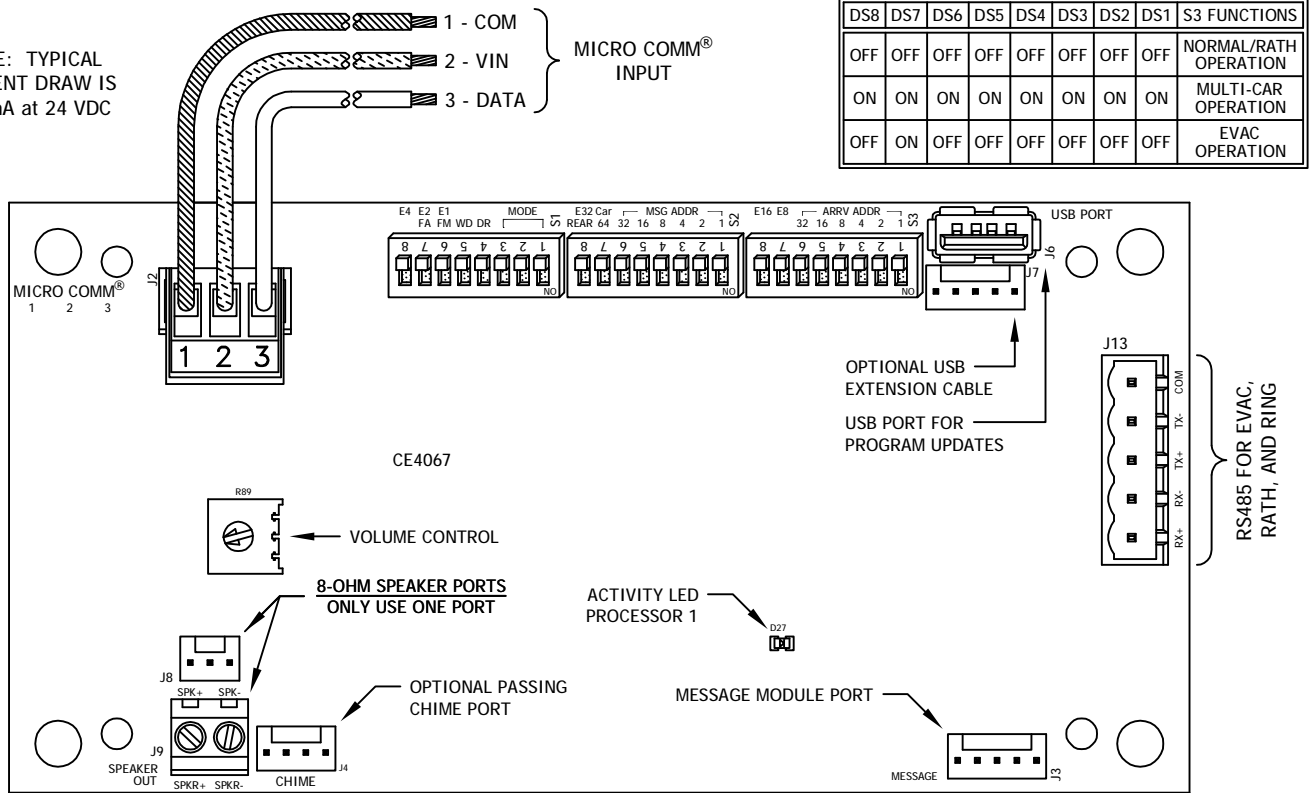 1 - COM
2 - VIN
3 - DATA
MICRO COMM®
INPUT
E: TYPICAL
ENT DRAW IS
A at 24 VDC
DS8 DS7 DS6 DS5 DS4 DS3 DS2 DS1 S3 FUNCTIONS
OFF OFF OFF OFF OFF OFF OFF OFF NORMAL/RATH OPERATION
ON ON ON ON ON ON ON ON MULTI-CAR OPERATION
OFF ON OFF OFF OFF OFF OFF OFF EVAC OPERATION
E4 E2 E1 MODE
FA FM WD DR
S1
8 7 6 5 4 3 2 1
NO
E32 Car MSG ADDR
REAR 64 32 16 8 4 2 1
S2
8 7 6 5 4 3 2 1
NO
E16 E8 ARRV ADDR
32 16 8 4 2 1
S3
8 7 6 5 4 3 2 1
NO
USB PORT
J6
J7
J2
MICRO COMM®
1 2 3
1 2 3
OPTIONAL USB
EXTENSION CABLE
USB PORT FOR
PROGRAM UPDATES
J13
COM
TX-
TX+
RX-
RX+
RS485 FOR EVAC,
RATH, AND RING
CE4067
R89
VOLUME CONTROL
8-OHM SPEAKER PORTS
ONLY USE ONE PORT
ACTIVITY LED
PROCESSOR 1
D27
J8
SPK+ SPK-
OPTIONAL PASSING
CHIME PORT
MESSAGE MODULE PORT
J9
SPEAKER
OUT
SPKR+ SPKR-
J4
CHIME
MESSAGE
J3